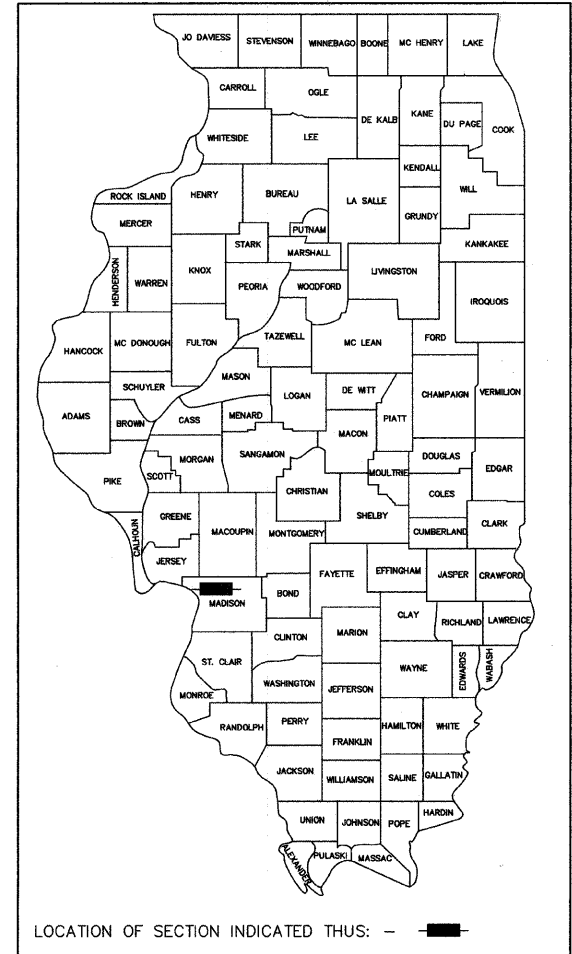 JO DAVIESS STEVENSON WINNEBAGO BOONE MC HENRY LAKE
CARROLL OGLE DE KALB KANE DU PAGE COOK
WHITESIDE LEE KENDALL WILL
ROCK ISLAND HENRY BUREAU LA SALLE GRUNDY
MERCER STARK PUTNAM KANKAKEE
HENDERSON WARREN KNOX MARSHALL LIVINGSTON
PEORIA WOODFORD IROQUOIS
HANCOCK MC DONOUGH FULTON TAZEWELL MC LEAN FORD
SCHUYLER MASON LOGAN DE WITT CHAMPAIGN VERMILION
ADAMS BROWN CASS MENARD MACON PIATT
PIKE SCOTT MORGAN SANGAMON MOULTRIE DOUGLAS EDGAR
CHRISTIAN COLES
CALHOUN GREENE MACOUPIN MONTGOMERY SHELBY CUMBERLAND CLARK
JERSEY FAYETTE EFFINGHAM JASPER CRAWFORD
MADISON BOND CLAY RICHLAND LAWRENCE
CLINTON MARION
ST. CLAIR WAYNE EDWARDS WABASH
MONROE WASHINGTON JEFFERSON
RANDOLPH PERRY HAMILTON WHITE
FRANKLIN
JACKSON WILLIAMSON SALINE GALLATIN
UNION JOHNSON POPE HARDIN
ALEXANDER PULASKI MASSAC
LOCATION OF SECTION INDICATED THUS: –